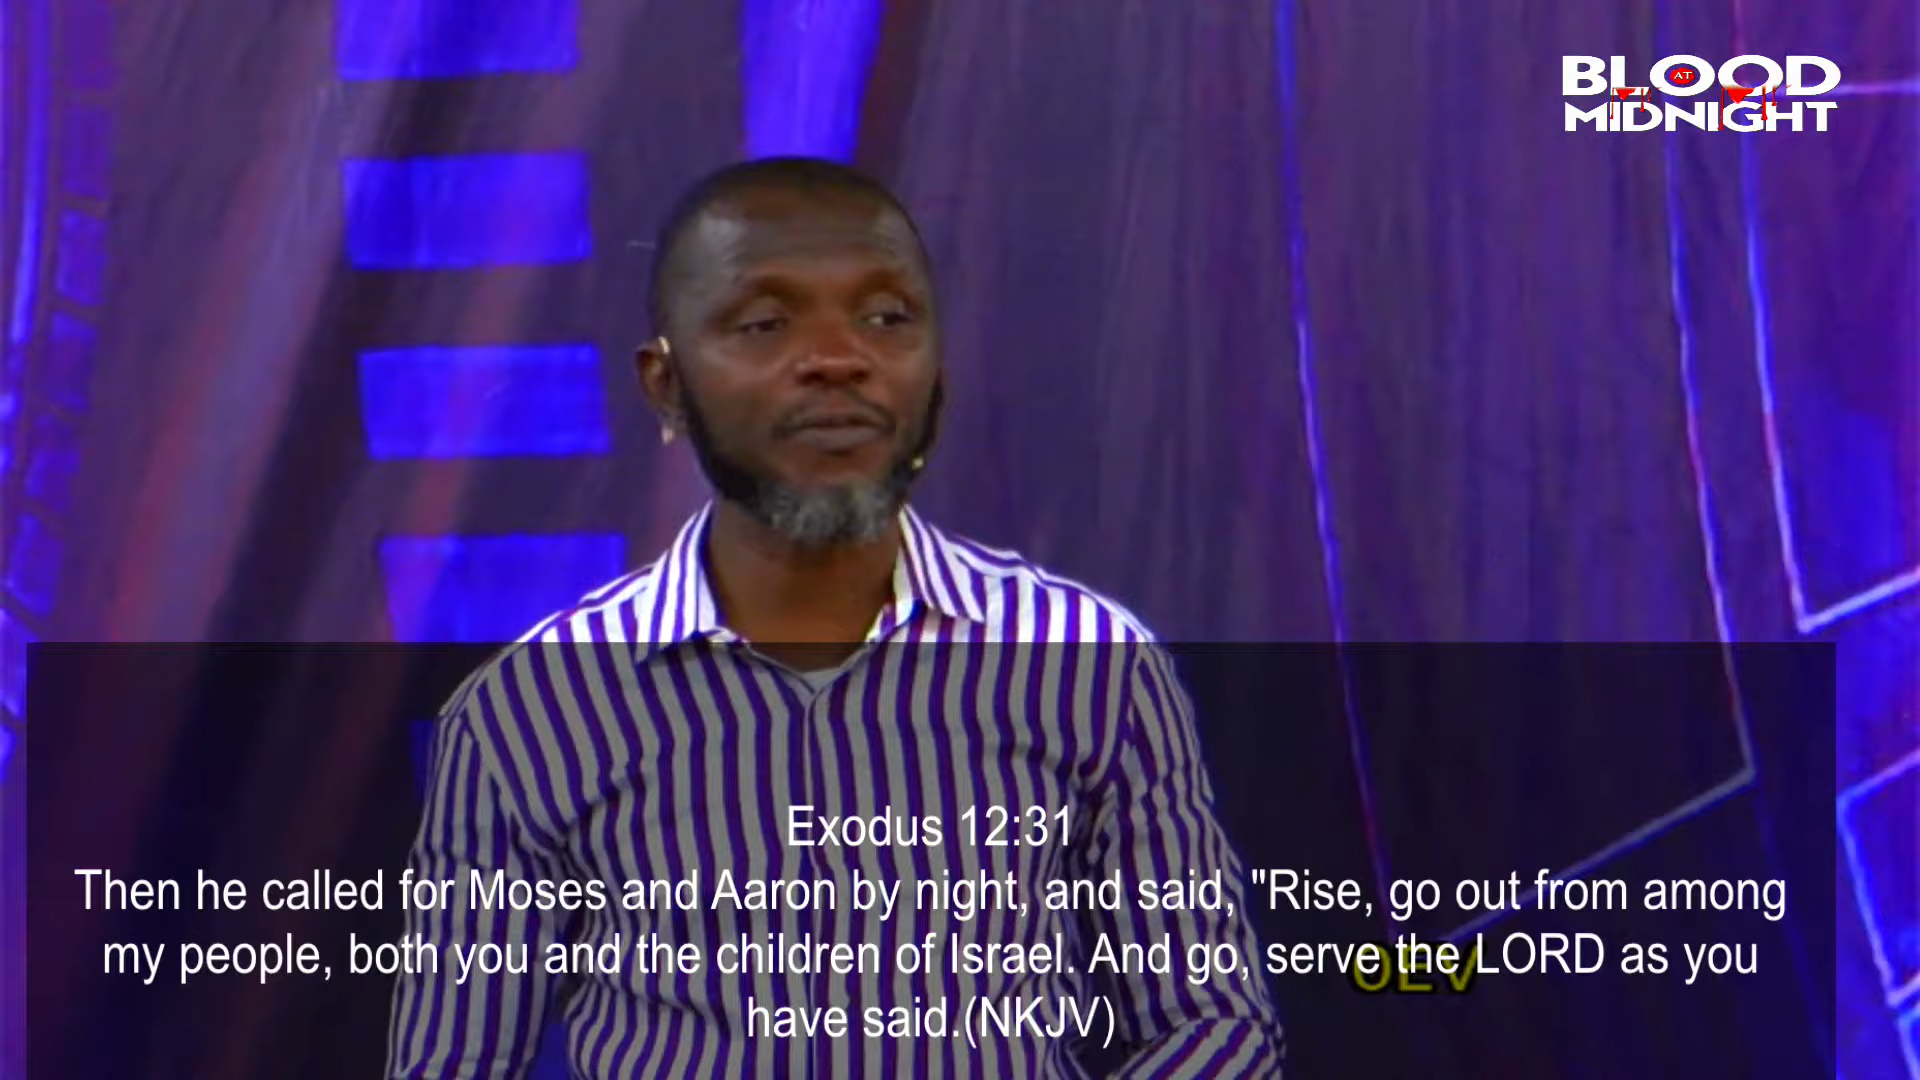 BLOOD
AT
MIDNIGHT
Exodus 12:31
Then he called for Moses and Aaron by night, and said, "Rise, go out from among
my people, both you and the children of Israel. And go, serve the LORD as you
have said.(NKJV)
OEV